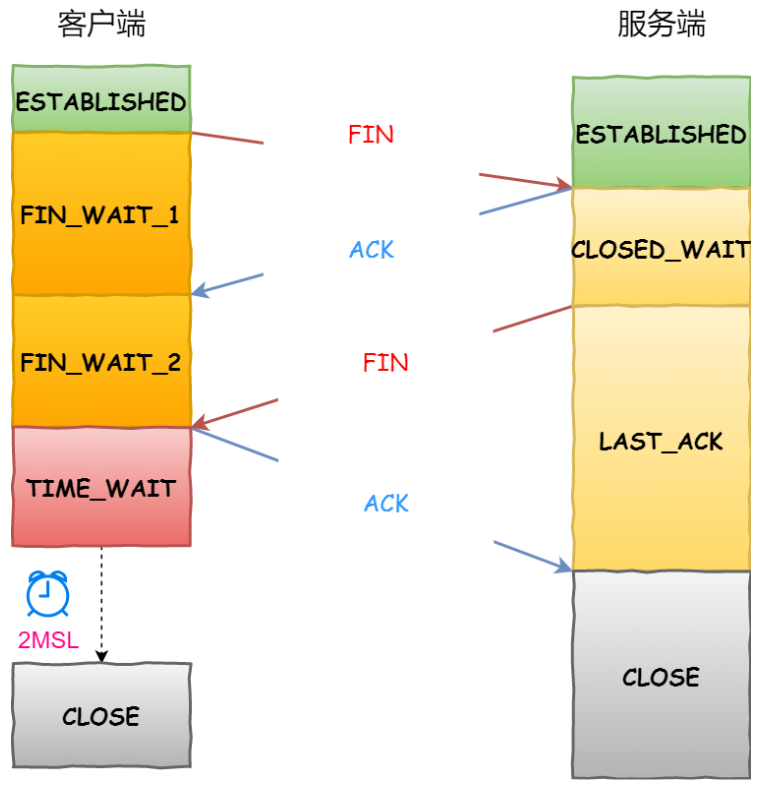 客户端
服务端
ESTABLISHED
FIN
ESTABLISHED
FIN_WAIT_1
ACK
CLOSED_WAIT
FIN_WAIT_2
FIN
LAST_ACK
TIME_WAIT
ACK
2MSL
CLOSE
CLOSE